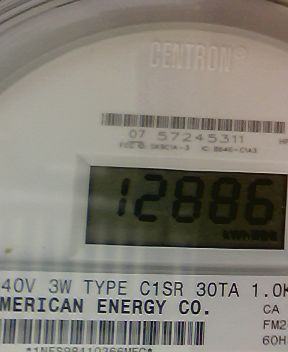 CENTRON®
07 57245311
12886
40V 3W TYPE C1SR 30TA 1.0K
MERICAN ENERGY CO. CA
FM2
60H